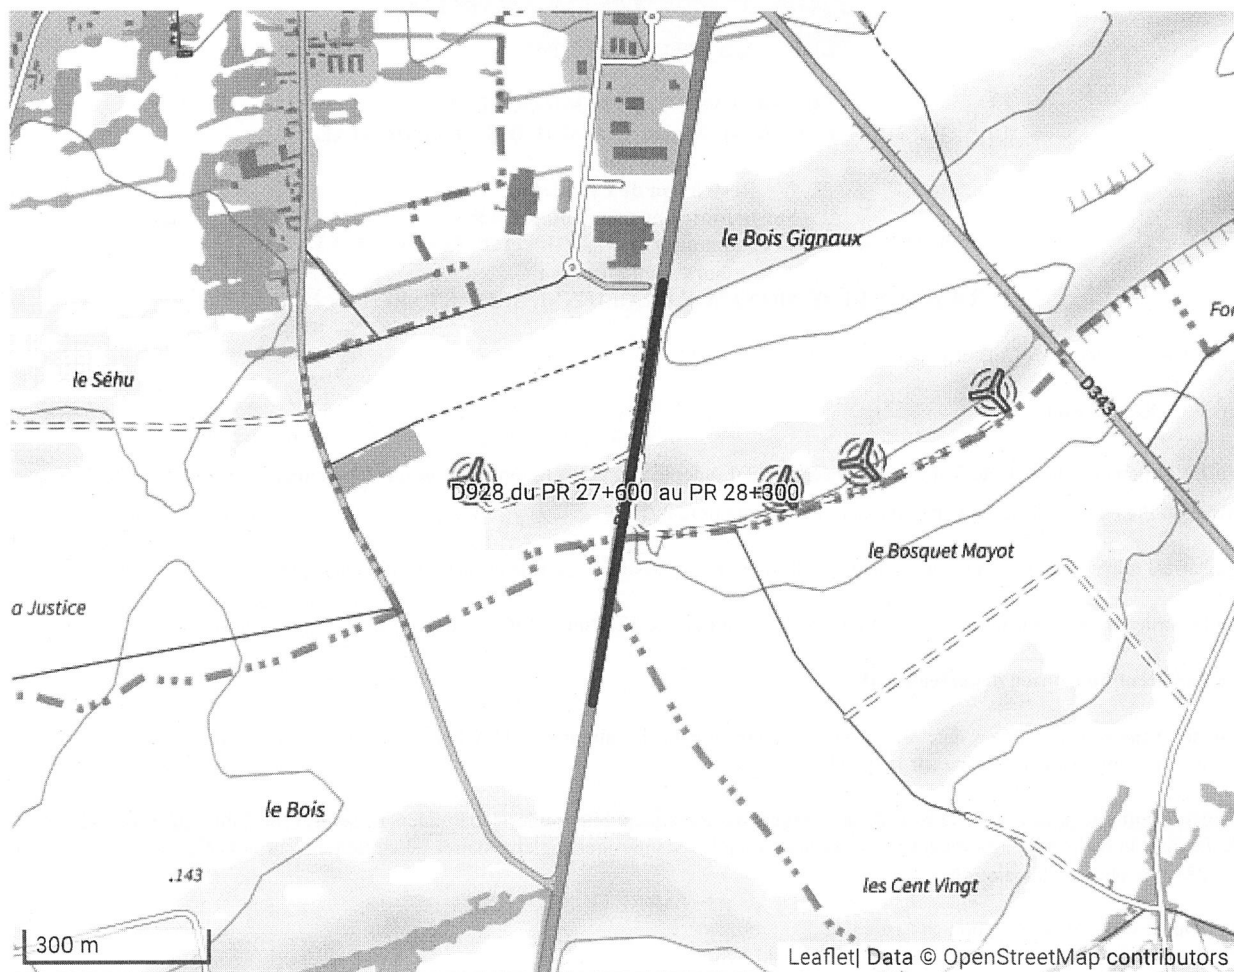 le Bois Gignaux
For
le Séhu
D343
D928 du PR 27+600 au PR 28+300
le Bosquet Mayot
a Justice
le Bois
.143
les Cent Vingt
300 m
Leaflet| Data © OpenStreetMap contributors